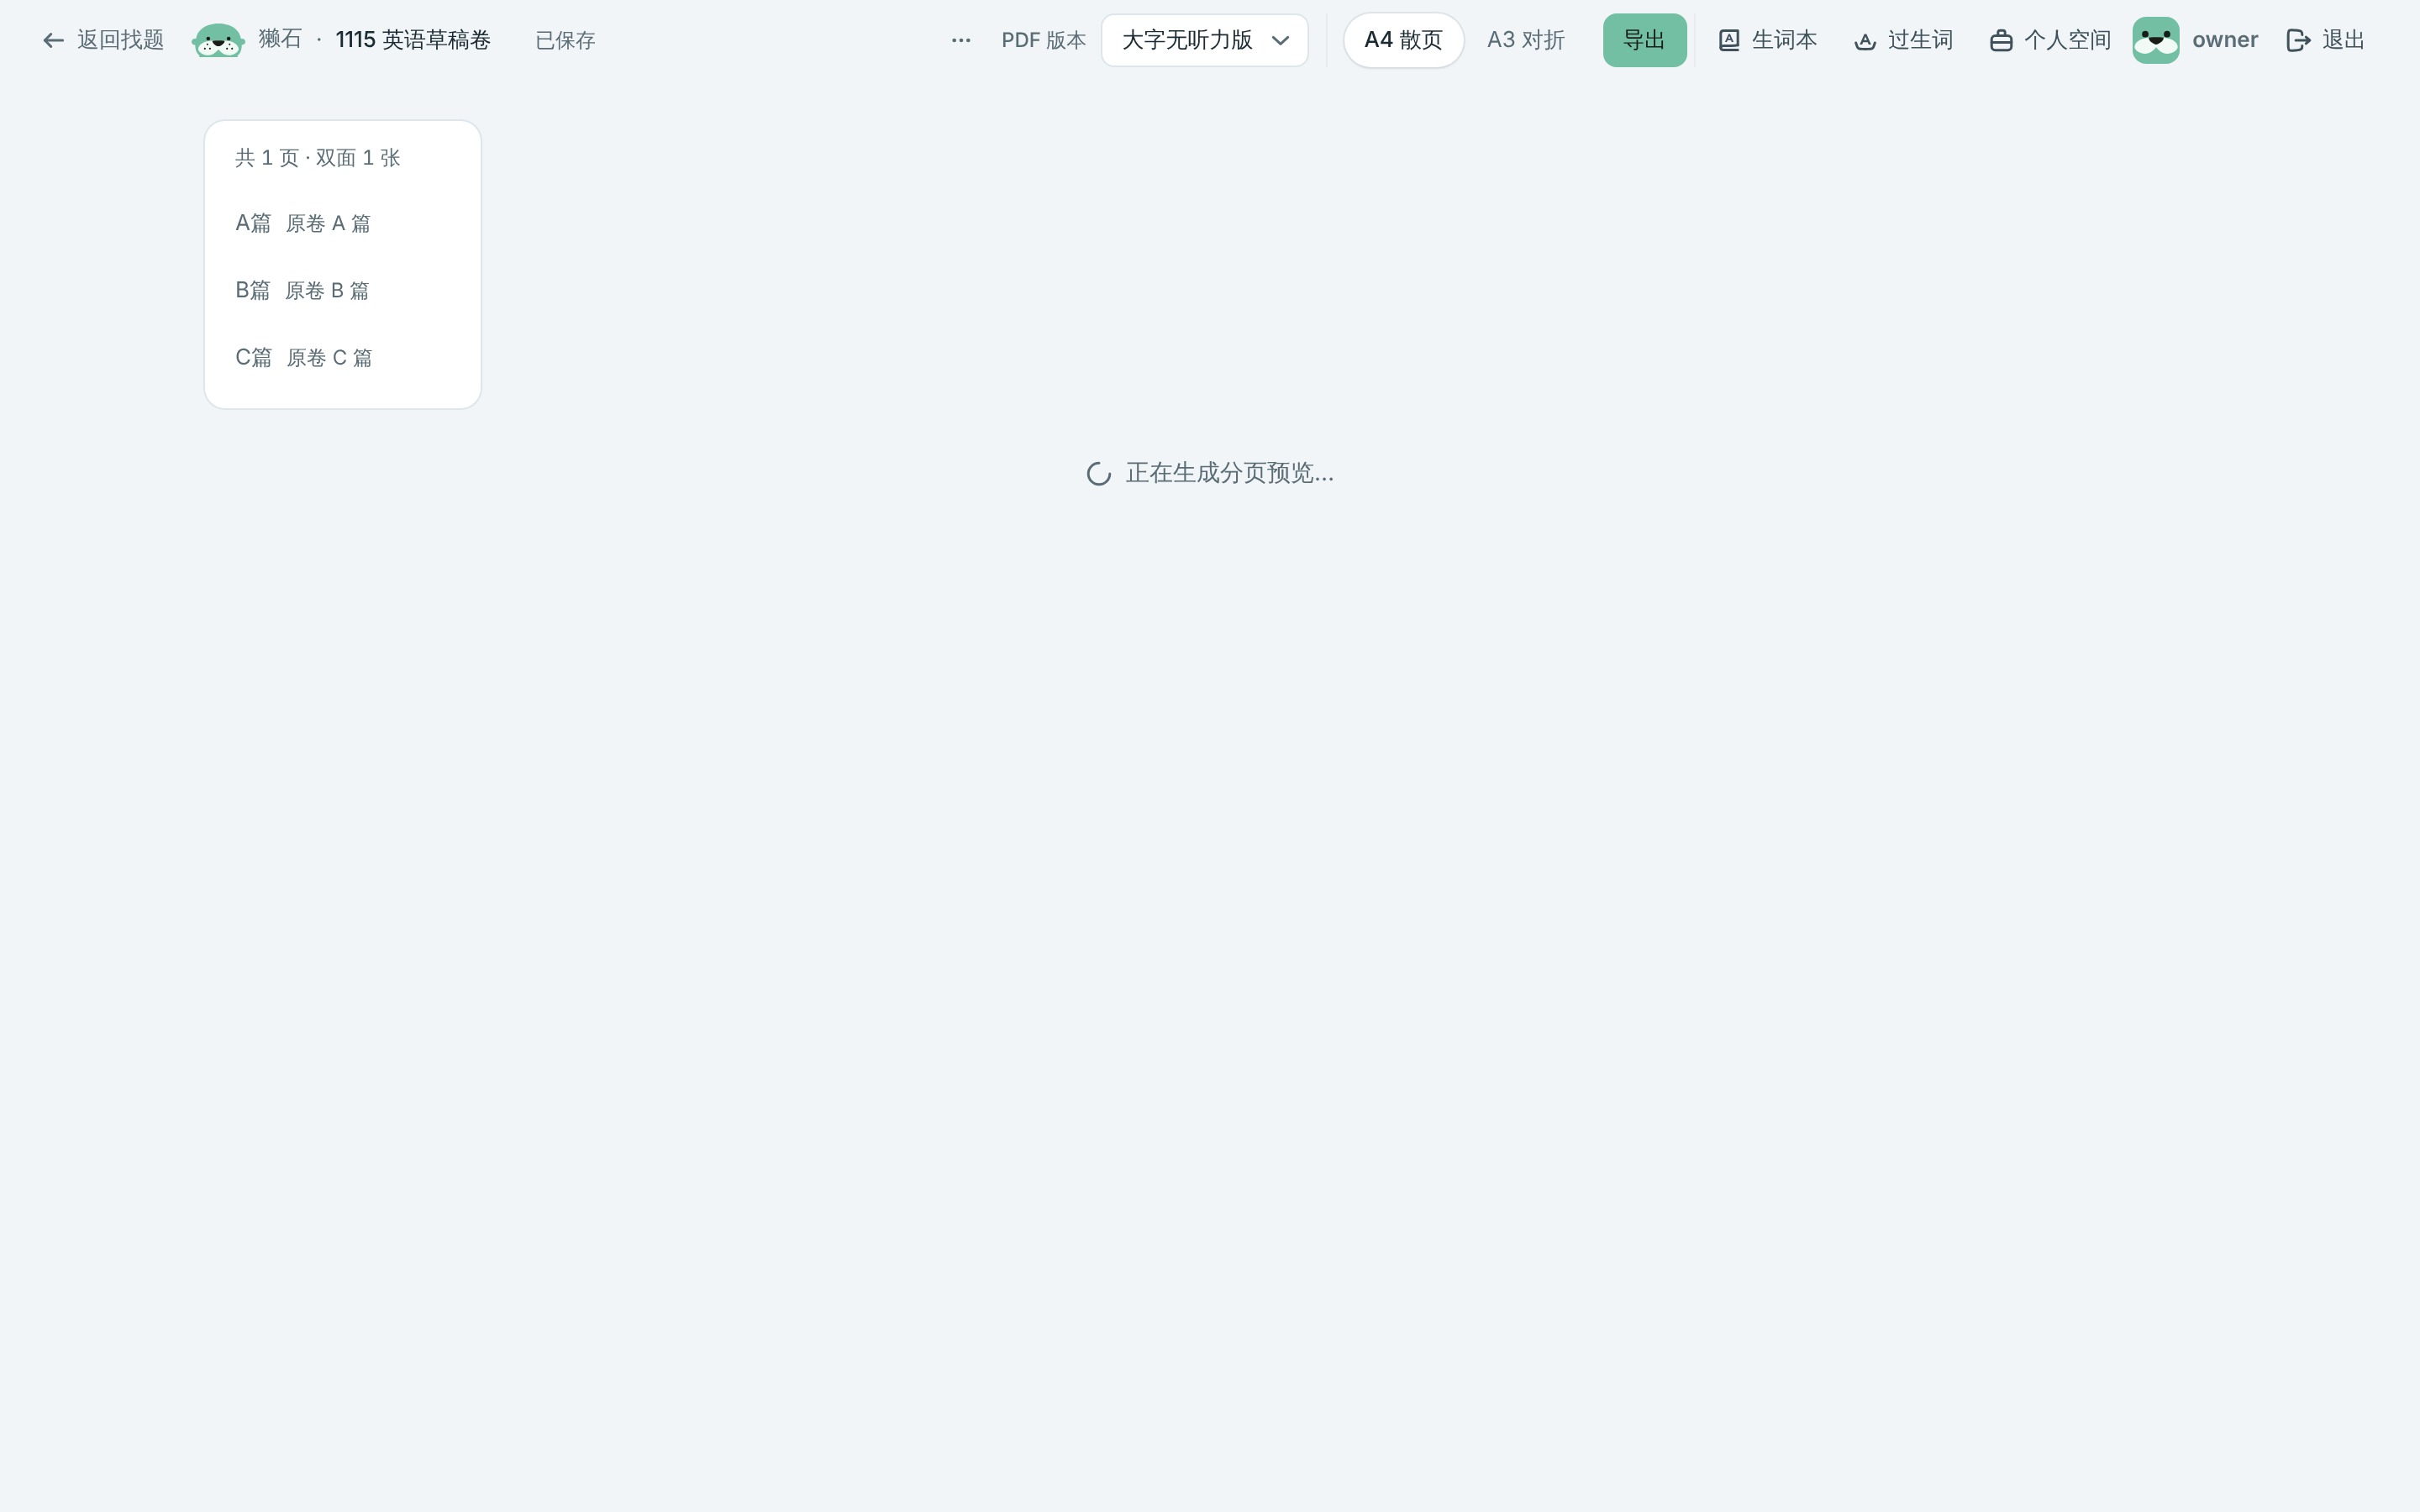 返回找题 獭石 · 1115 英语草稿卷 已保存 ··· PDF 版本 大字无听力版 A4 散页 A3 对折 导出 生词本 过生词 个人空间 owner 退出
共 1 页 · 双面 1 张
A篇 原卷 A 篇
B篇 原卷 B 篇
C篇 原卷 C 篇
正在生成分页预览...